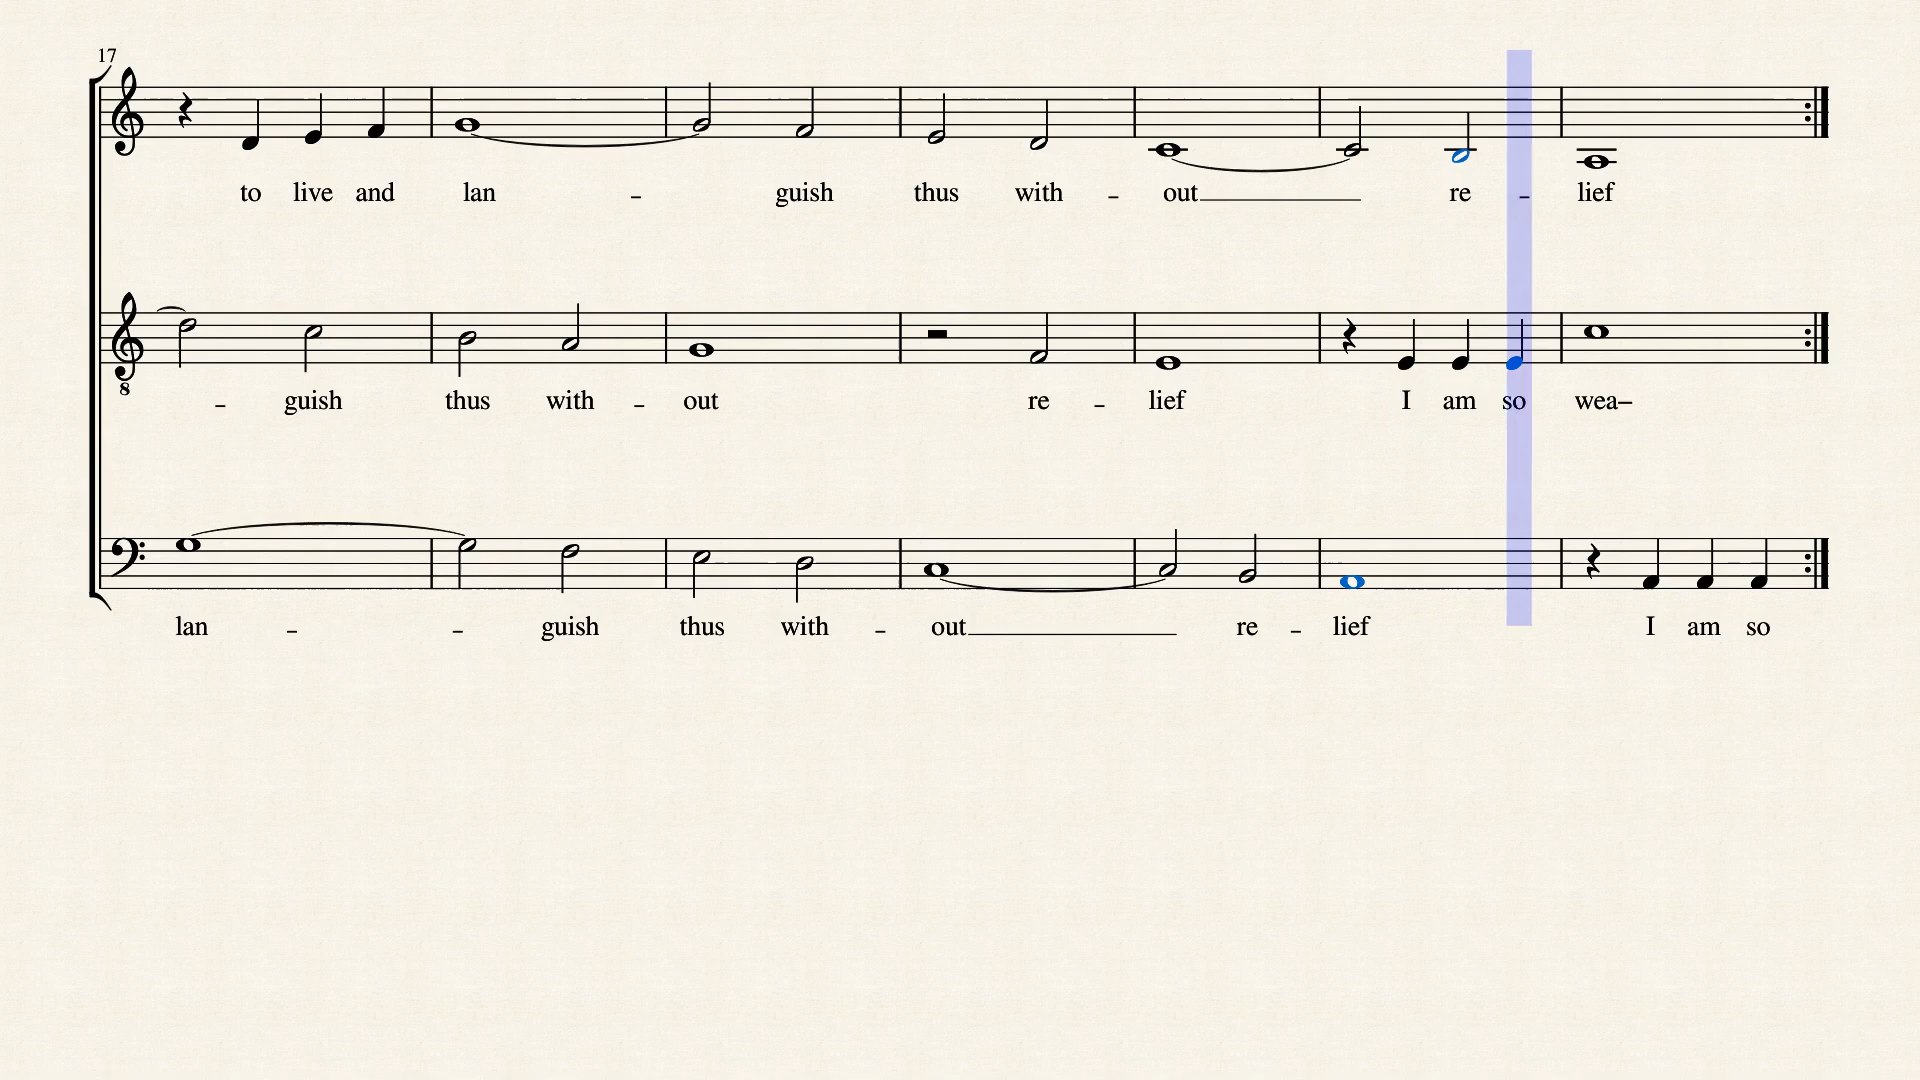 17
to live and lan - guish thus with - out re - lief
8
- guish thus with - out re - lief I am so wea–
lan - - guish thus with - out re - lief I am so